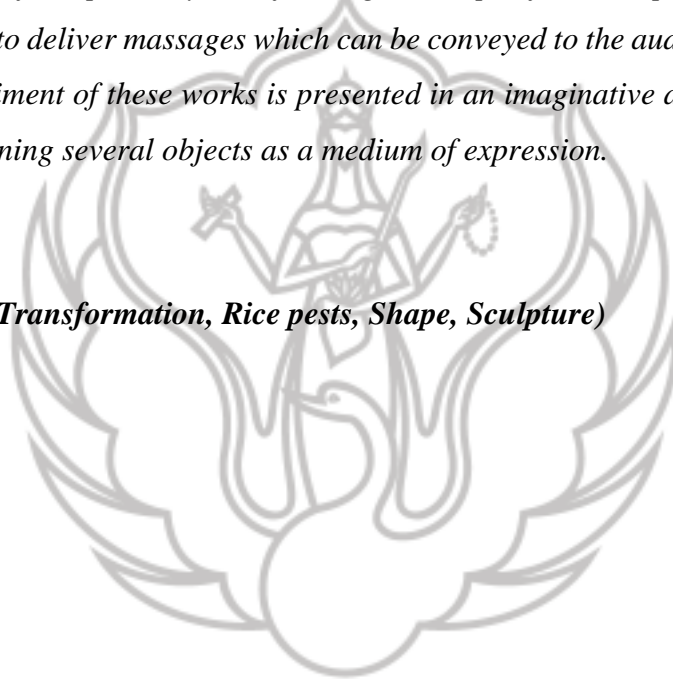 to deliver massages which can be conveyed to the aud
iment of these works is presented in an imaginative
ning several objects as a medium of expression.
Transformation, Rice pests, Shape, Sculpture)